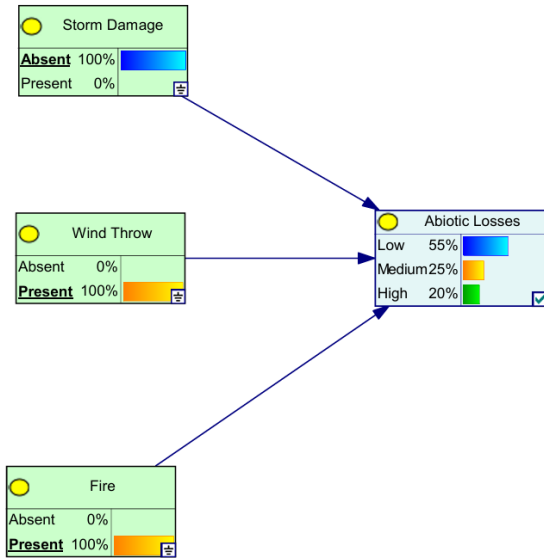 Storm Damage
Absent 100%
Present 0%
Wind Throw
Absent 0%
Present 100%
Abiotic Losses
Low 55%
Medium 25%
High 20%
Fire
Absent 0%
Present 100%